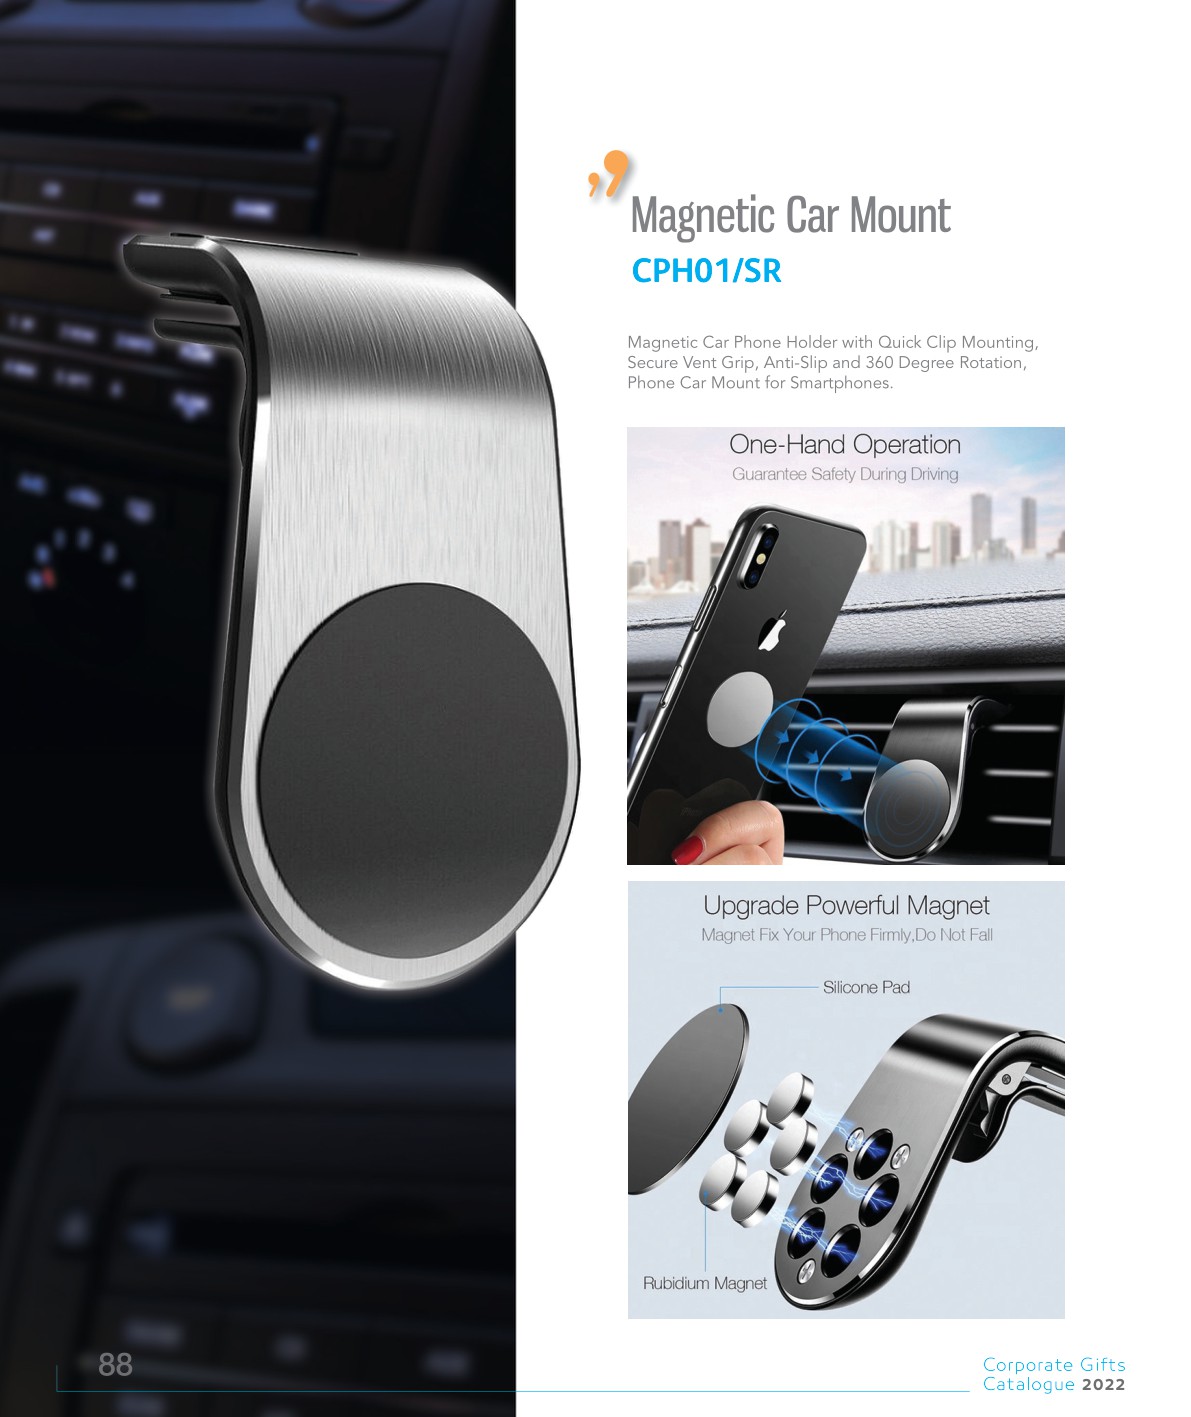 Magnetic Car Mount
CPH01/SR
Magnetic Car Phone Holder with Quick Clip Mounting,
Secure Vent Grip, Anti-Slip and 360 Degree Rotation,
Phone Car Mount for Smartphones.
One-Hand Operation
Guarantee Safety During Driving
Upgrade Powerful Magnet
Magnet Fix Your Phone Firmly,Do Not Fall
Silicone Pad
Rubidium Magnet
88
Corporate Gifts
Catalogue 2022